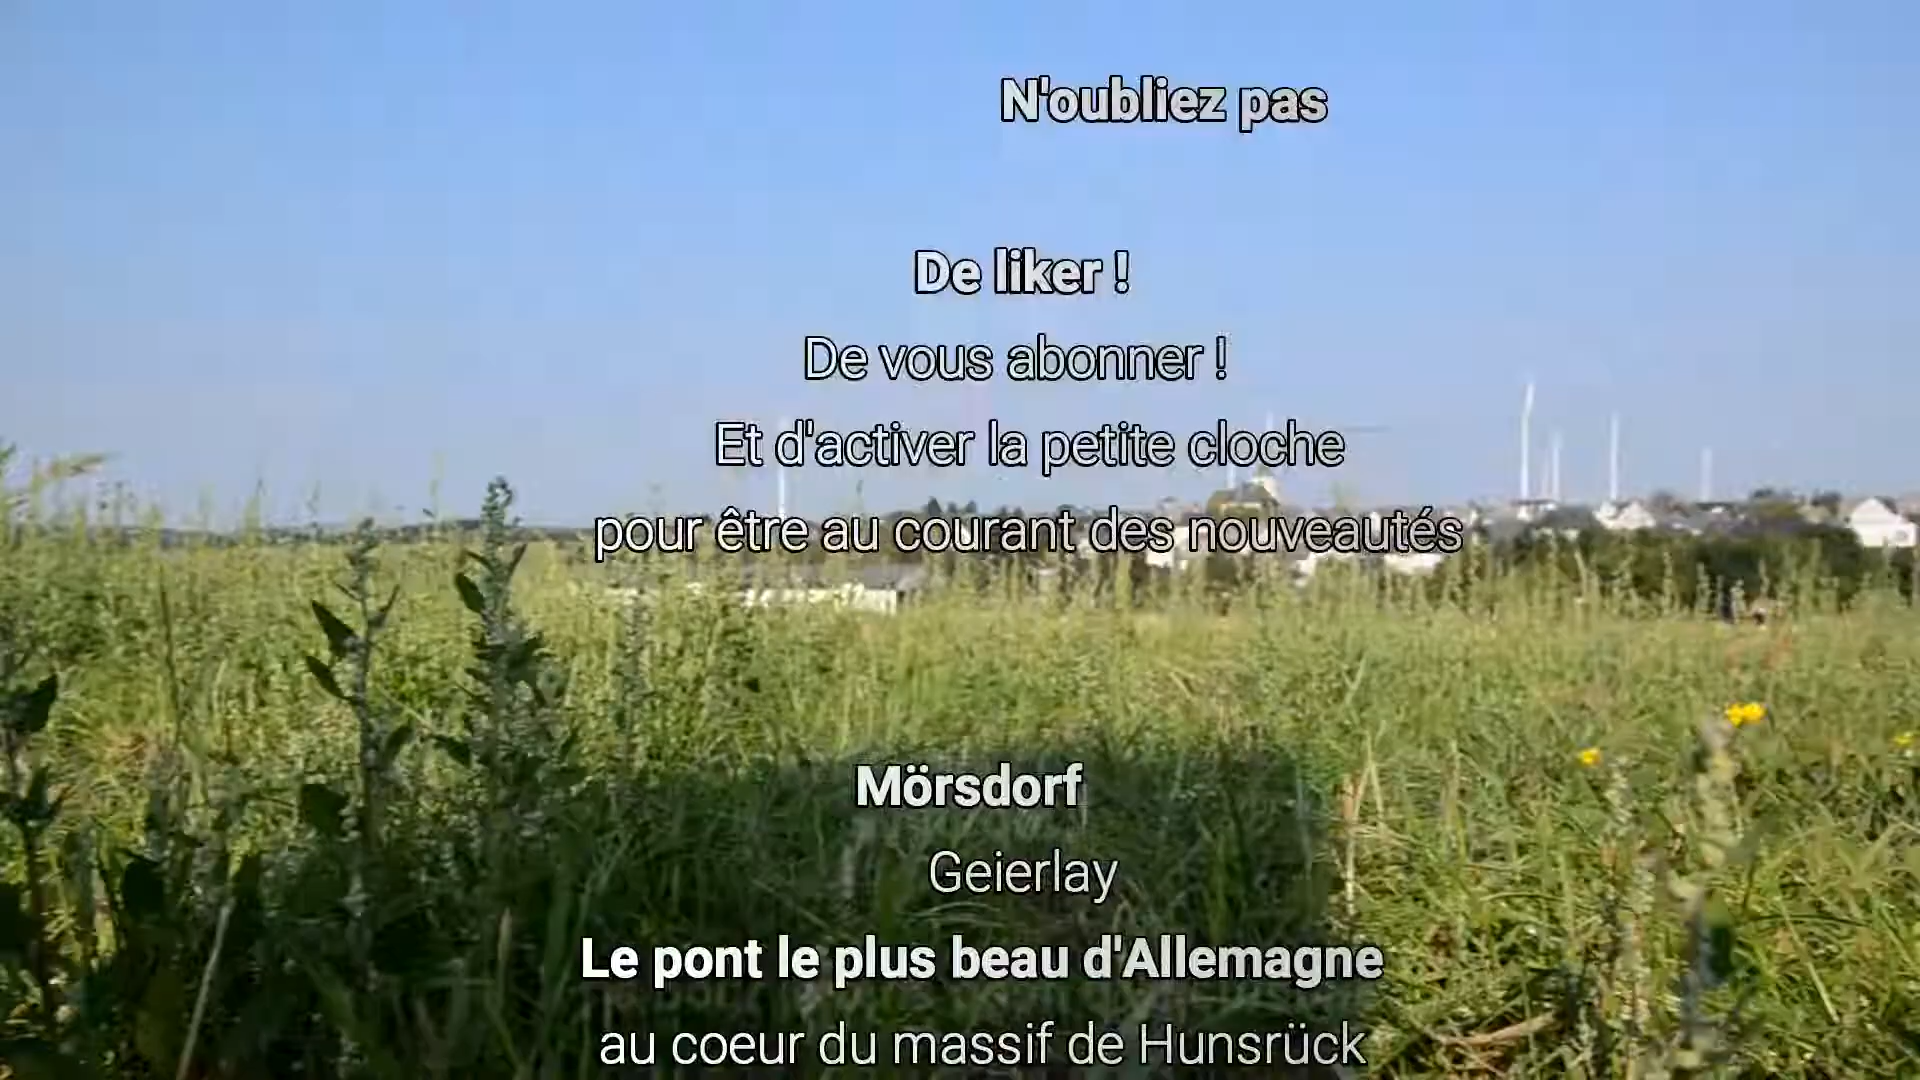 N'oubliez pas
De liker !
De vous abonner !
Et d'activer la petite cloche
pour être au courant des nouveautés
Mörsdorf
Geierlay
Le pont le plus beau d'Allemagne
au coeur du massif de Hunsrück